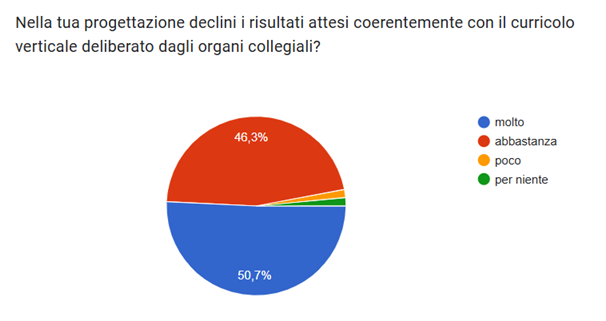 Nella tua progettazione declini i risultati attesi coerentemente con il curricolo
verticale deliberato dagli organi collegiali?
molto
abbastanza
poco
per niente
46,3%
50,7%